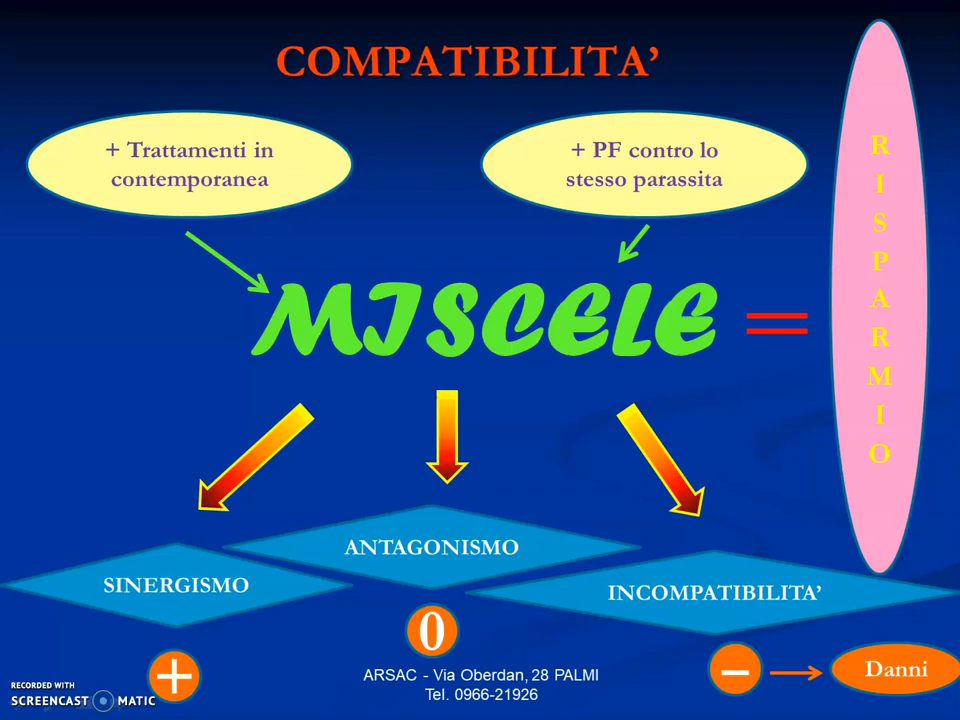 COMPATIBILITA’
+ Trattamenti in
contemporanea
+ PF contro lo
stesso parassita
MISCELE =
RISPARMIO
ANTAGONISMO
SINERGISMO
INCOMPATIBILITA’
0
+
–
Danni
ARSAC - Via Oberdan, 28 PALMI
Tel. 0966-21926
RECORDED WITH
SCREENCAST MATIC